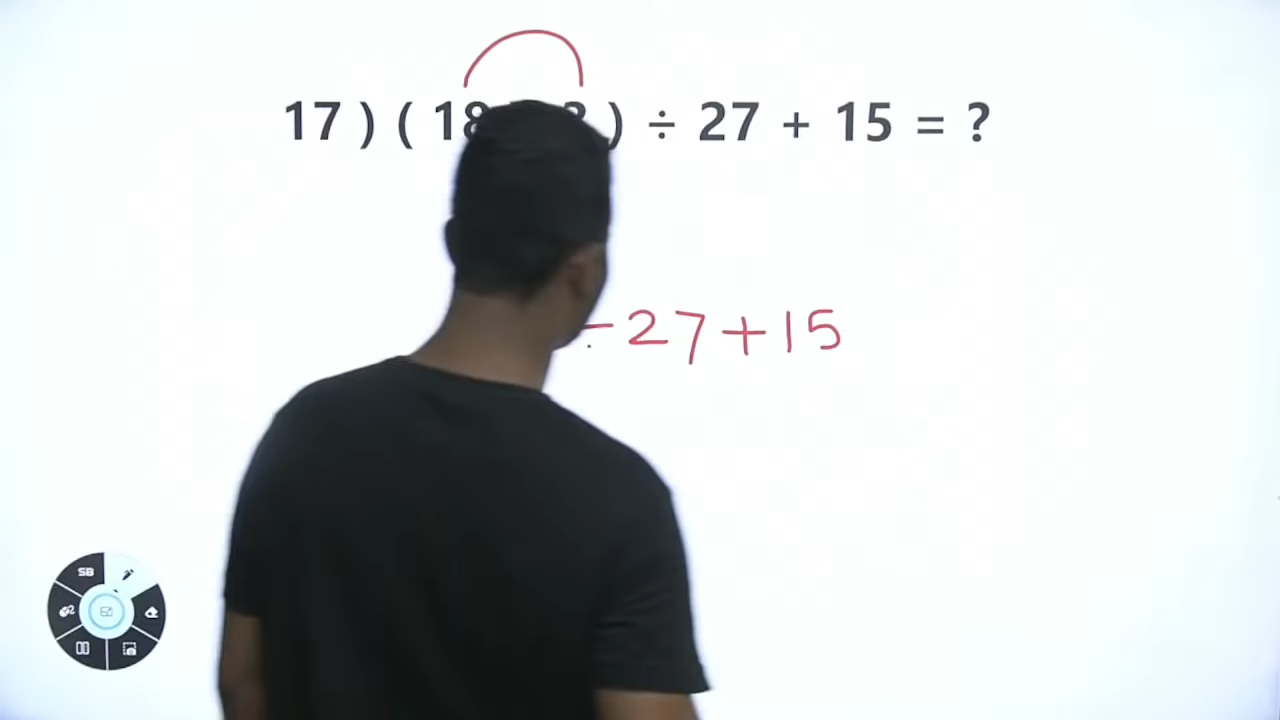 17 ) ( 18 ) ÷ 27 + 15 = ?
÷ 27 + 15
SB